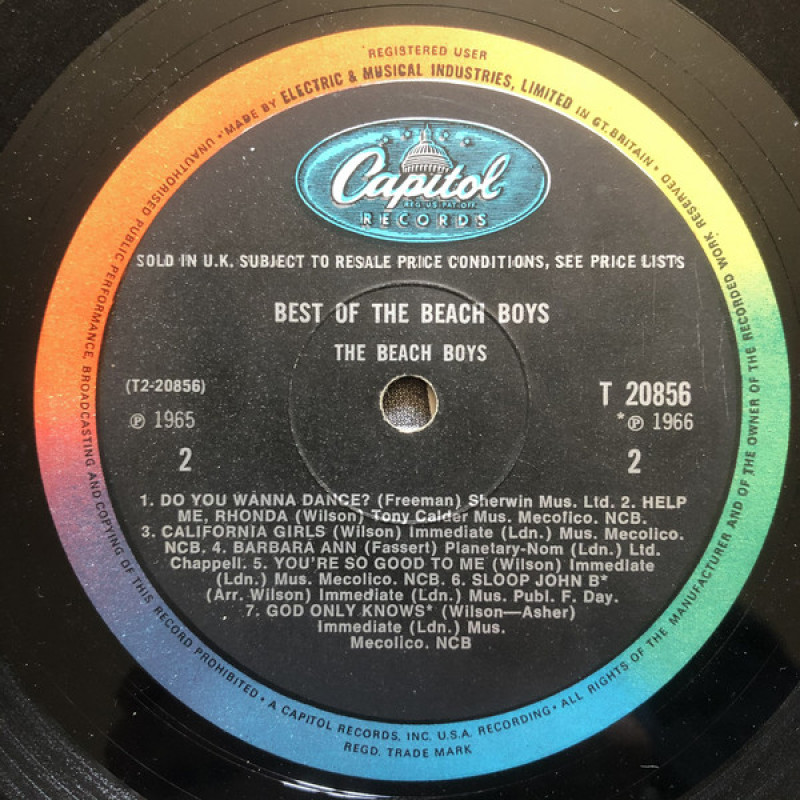 REGISTERED USER
• MADE BY ELECTRIC & MUSICAL INDUSTRIES, LIMITED IN GT. BRITAIN •
Capitol
REG. U.S. PAT. OFF.
RECORDS
SOLD IN U.K. SUBJECT TO RESALE PRICE CONDITIONS, SEE PRICE LISTS
BEST OF THE BEACH BOYS
THE BEACH BOYS
(T2-20856)
T 20856
℗ 1965
*℗ 1966
2
2
1. DO YOU WANNA DANCE? (Freeman) Sherwin Mus. Ltd. 2. HELP
ME, RHONDA (Wilson) Tony Calder Mus. Mecolico. NCB.
3. CALIFORNIA GIRLS (Wilson) Immediate (Ldn.) Mus. Mecolico.
NCB. 4. BARBARA ANN (Fassert) Planetary-Nom (Ldn.) Ltd.
Chappell. 5. YOU'RE SO GOOD TO ME (Wilson) Immediate
(Ldn.) Mus. Mecolico. NCB. 6. SLOOP JOHN B*
(Arr. Wilson) Immediate (Ldn.) Mus. Publ. F. Day.
7. GOD ONLY KNOWS* (Wilson—Asher)
Immediate (Ldn.) Mus.
Mecolico. NCB
ALL RIGHTS OF THE MANUFACTURER AND OF THE OWNER OF THE RECORDED WORK RESERVED
UNAUTHORISED PUBLIC PERFORMANCE, BROADCASTING AND COPYING OF THIS RECORD PROHIBITED
• A CAPITOL RECORDS, INC. U.S.A. RECORDING •
REGD. TRADE MARK